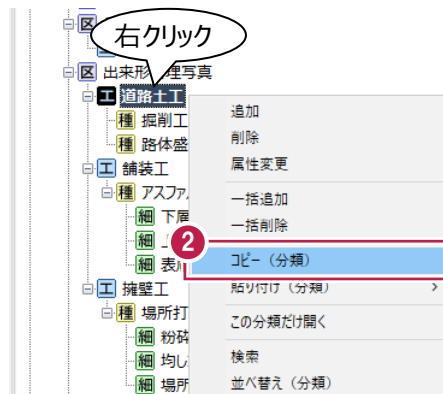 区
右クリック
区 出来形 理写真
工 道路土工
種 掘削工
種 路体盛
工 舗装工
種 アスファ
細 下層
細 上
細 表層
工 擁壁工
種 場所打
細 粉砕
細 均し
細 場所
追加
削除
属性変更
一括追加
一括削除
2
コピー (分類)
貼り付け (分類)
この分類だけ開く
検索
並べ替え (分類)